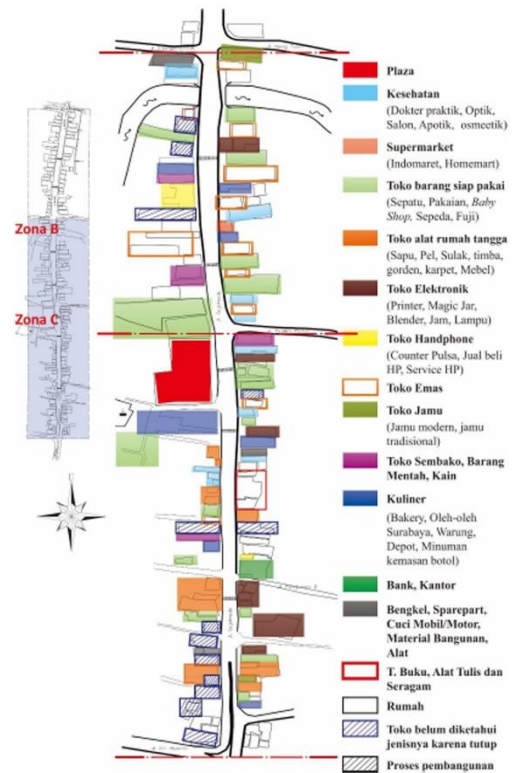 Zona B
Zona C
Plaza
Kesehatan
(Dokter praktik, Optik,
Salon, Apotik, osmeetik)
Supermarket
(Indomaret, Homemart)
Toko barang siap pakai
(Sepatu, Pakaian, Baby
Shop, Sepeda, Fuji)
Toko alat rumah tangga
(Sapu, Pel, Sulak, timba,
gorden, karpet, Mebel)
Toko Elektronik
(Printer, Magic Jar,
Blender, Jam, Lampu)
Toko Handphone
(Counter Pulsa, Jual beli
HP, Service HP)
Toko Emas
Toko Jamu
(Jamu modern, jamu
tradisional)
Toko Sembako, Barang
Mentah, Kain
Kuliner
(Bakery, Oleh-oleh
Surabaya, Warung,
Depot, Minuman
kemasan botol)
Bank, Kantor
Bengkel, Sparepart,
Cuci Mobil/Motor,
Material Bangunan,
Alat
T. Buku, Alat Tulis dan
Seragam
Rumah
Toko belum diketahui
jenisnya karena tutup
Proses pembangunan